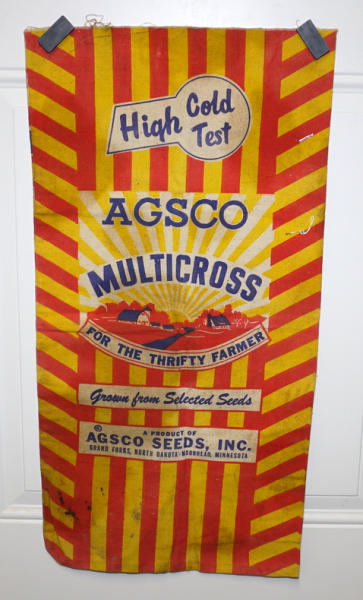 High Cold
Test
AGSCO
MULTICROSS
FOR THE THRIFTY FARMER
Grown from Selected Seeds
®
A PRODUCT OF
AGSCO SEEDS, INC.
GRAND FORKS, NORTH DAKOTA - MOORHEAD, MINNESOTA